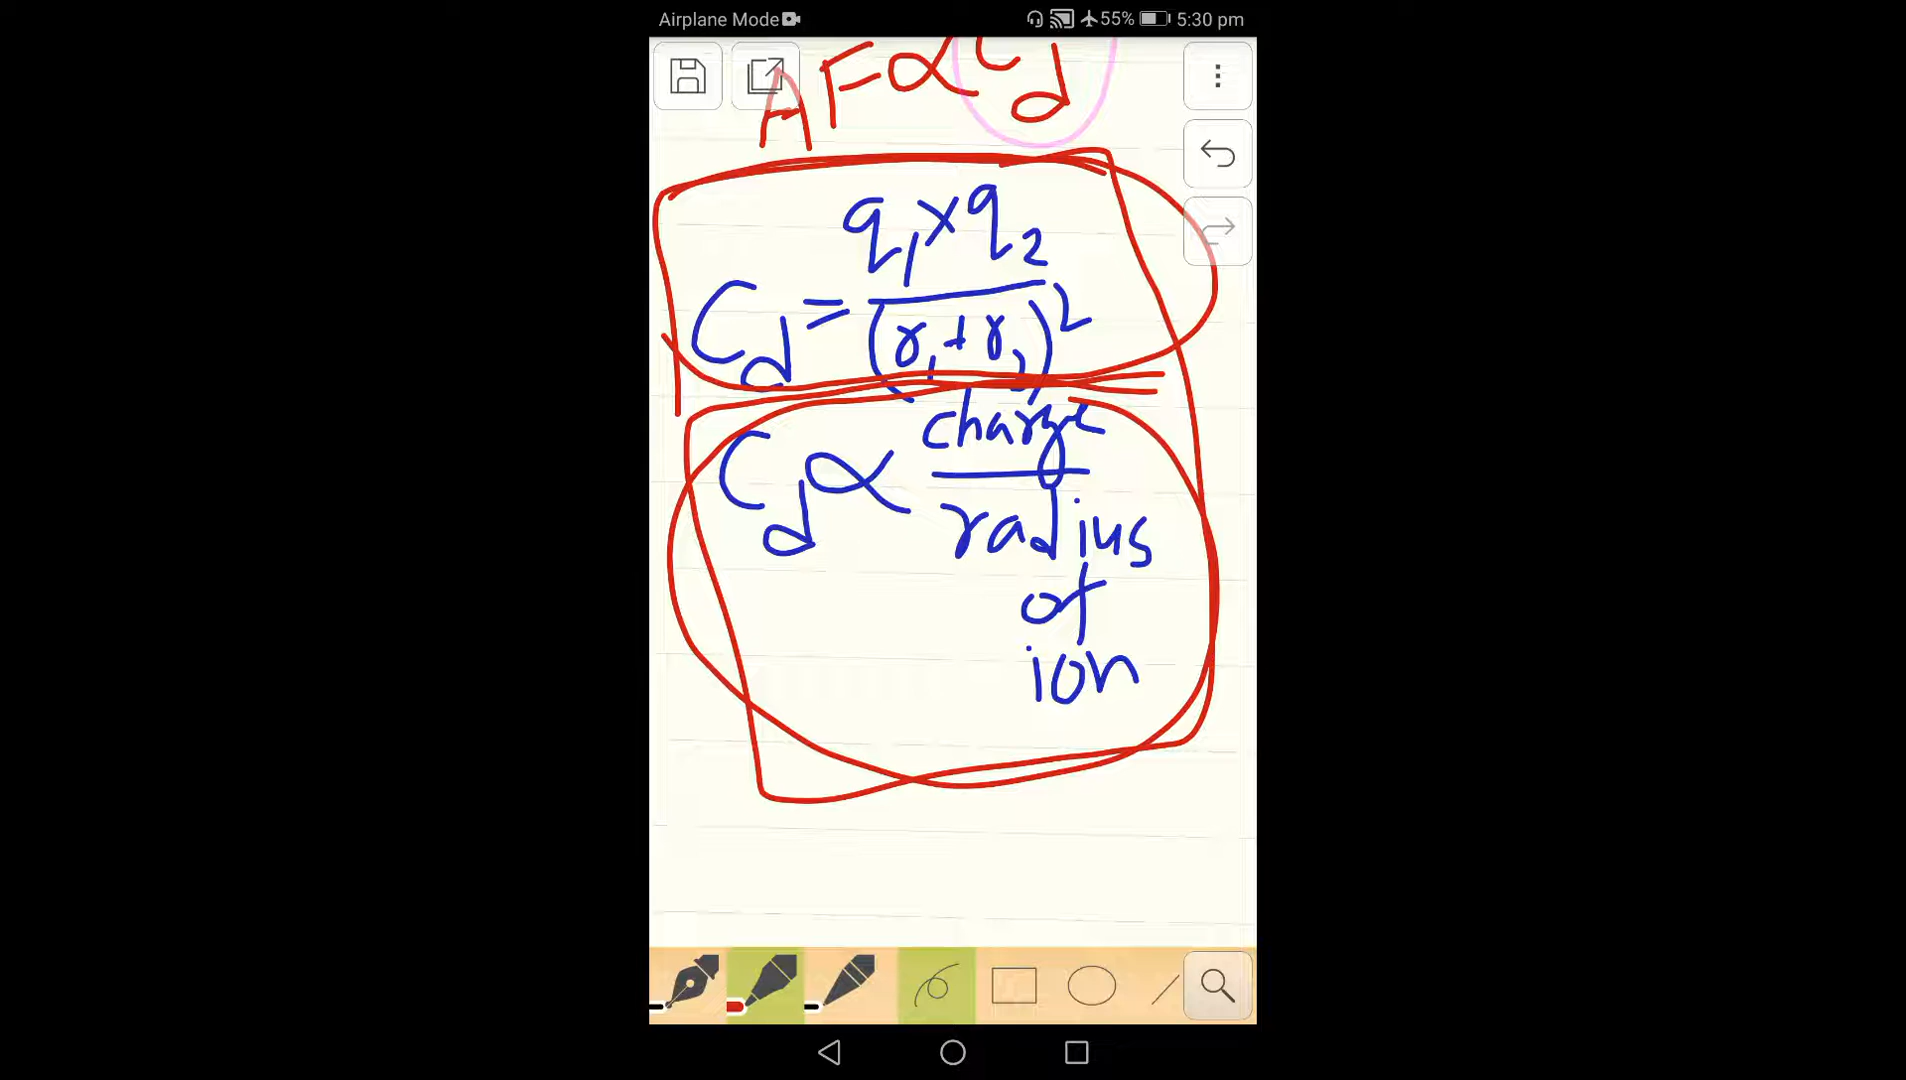 Airplane Mode 55% 5:30 pm
AF ∝ Cd
q1 × q2
Cd = (r1 + r2)²
charge
Cd ∝ radius
of
ion